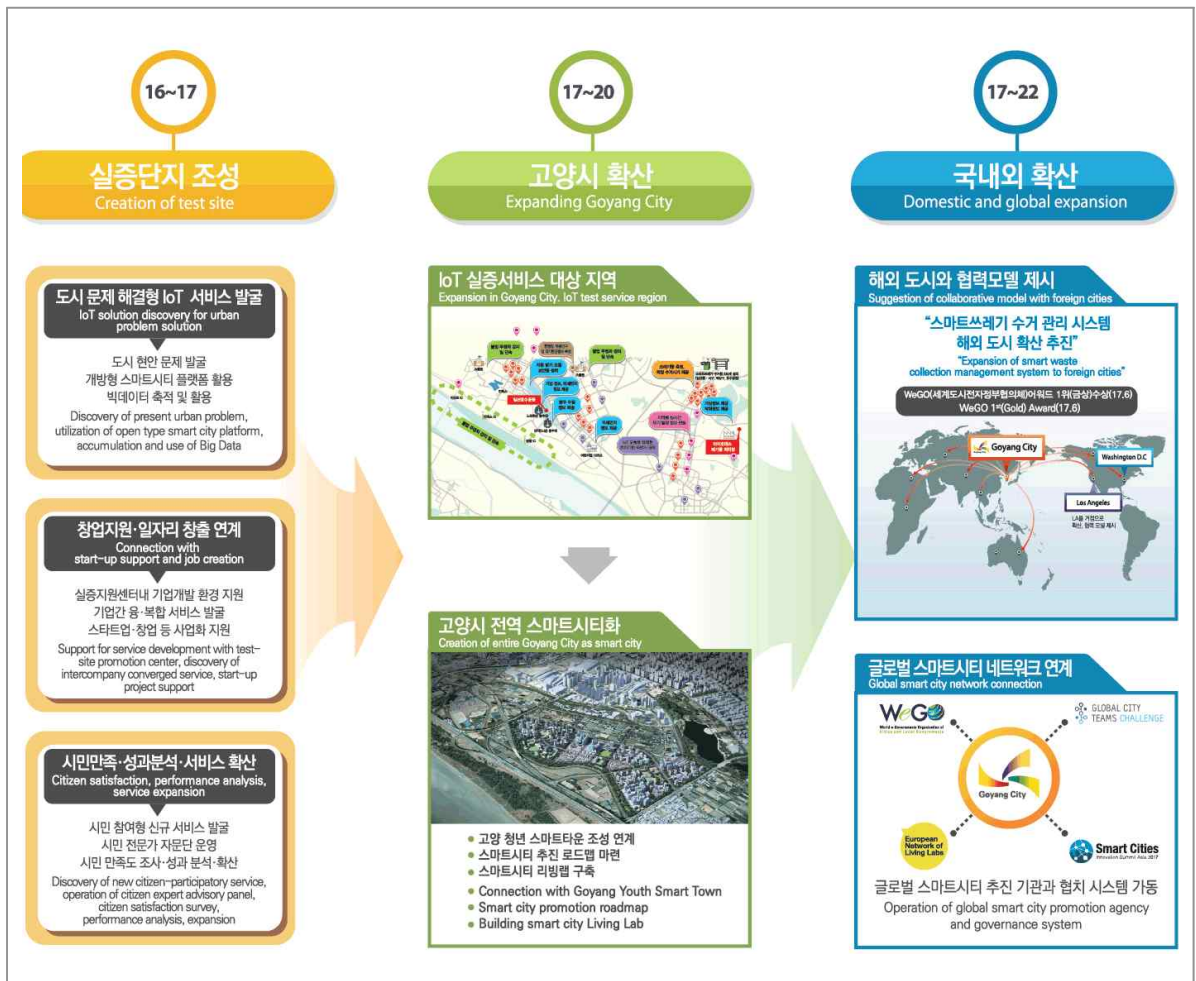 16~17
실증단지 조성
Creation of test site
도시 문제 해결형 IoT 서비스 발굴
IoT solution discovery for urban
problem solution
도시 현안 문제 발굴
개방형 스마트시티 플랫폼 활용
빅데이터 축적 및 활용
Discovery of present urban problem,
utilization of open type smart city platform,
accumulation and use of Big Data
창업지원·일자리 창출 연계
Connection with
start-up support and job creation
실증지원센터내 기업개발 환경 지원
기업간 융·복합 서비스 발굴
스타트업·창업 등 사업화 지원
Support for service development with test-
site promotion center, discovery of
intercompany converged service, start-up
project support
시민만족·성과분석·서비스 확산
Citizen satisfaction, performance analysis,
service expansion
시민 참여형 신규 서비스 발굴
시민 전문가 자문단 운영
시민 만족도 조사·성과 분석·확산
Discovery of new citizen-participatory service,
operation of citizen expert advisory panel,
citizen satisfaction survey,
performance analysis, expansion
17~20
고양시 확산
Expanding Goyang City
IoT 실증서비스 대상 지역
Expansion in Goyang City. IoT test service region
고양시 전역 스마트시티화
Creation of entire Goyang City as smart city
• 고양 청년 스마트타운 조성 연계
• 스마트시티 추진 로드맵 마련
• 스마트시티 리빙랩 구축
• Connection with Goyang Youth Smart Town
• Smart city promotion roadmap
• Building smart city Living Lab
17~22
국내외 확산
Domestic and global expansion
해외 도시와 협력모델 제시
Suggestion of collaborative model with foreign cities
“스마트쓰레기 수거 관리 시스템
해외 도시 확산 추진”
“Expansion of smart waste
collection management system to foreign cities”
WeGO(세계도시전자정부협의체)어워드 1위(금상)수상(17.6)
WeGO 1st(Gold) Award(17.6)
Goyang City
Washington D.C
Los Angeles
LA를 거점으로
확산, 협력 모델 제시
글로벌 스마트시티 네트워크 연계
Global smart city network connection
WeGO
GLOBAL CITY
TEAMS CHALLENGE
Goyang City
European
Network of
Living Labs
Smart Cities
Innovation Summit Asia 2017
글로벌 스마트시티 추진 기관과 협치 시스템 가동
Operation of global smart city promotion agency
and governance system